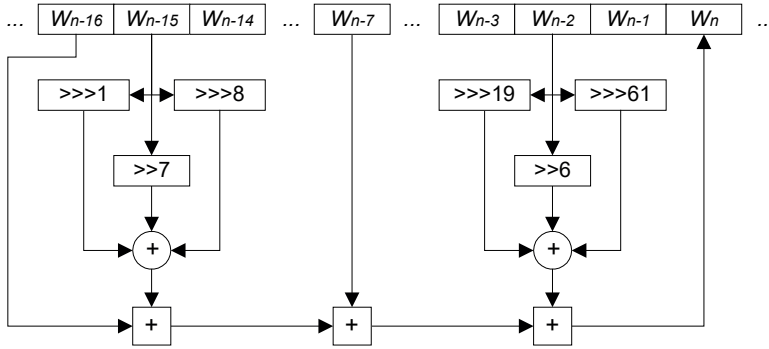 ... Wn-16 Wn-15 Wn-14 ... Wn-7 ... Wn-3 Wn-2 Wn-1 Wn ..
>>>1 >>>8 >>>19 >>>61
>>7 >>6
+ +
+ + +